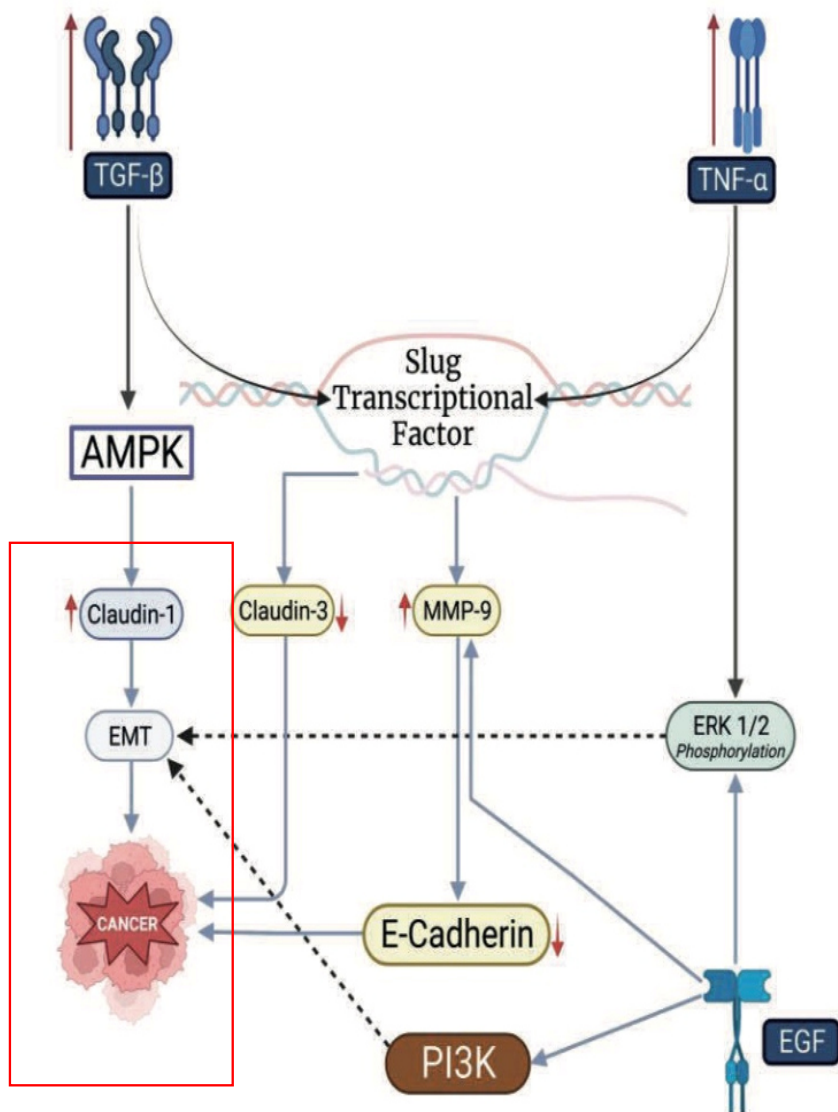 TGF-β
TNF-α
Slug
Transcriptional
Factor
AMPK
Claudin-1
Claudin-3
MMP-9
EMT
ERK 1/2
Phosphorylation
CANCER
E-Cadherin
PI3K
EGF